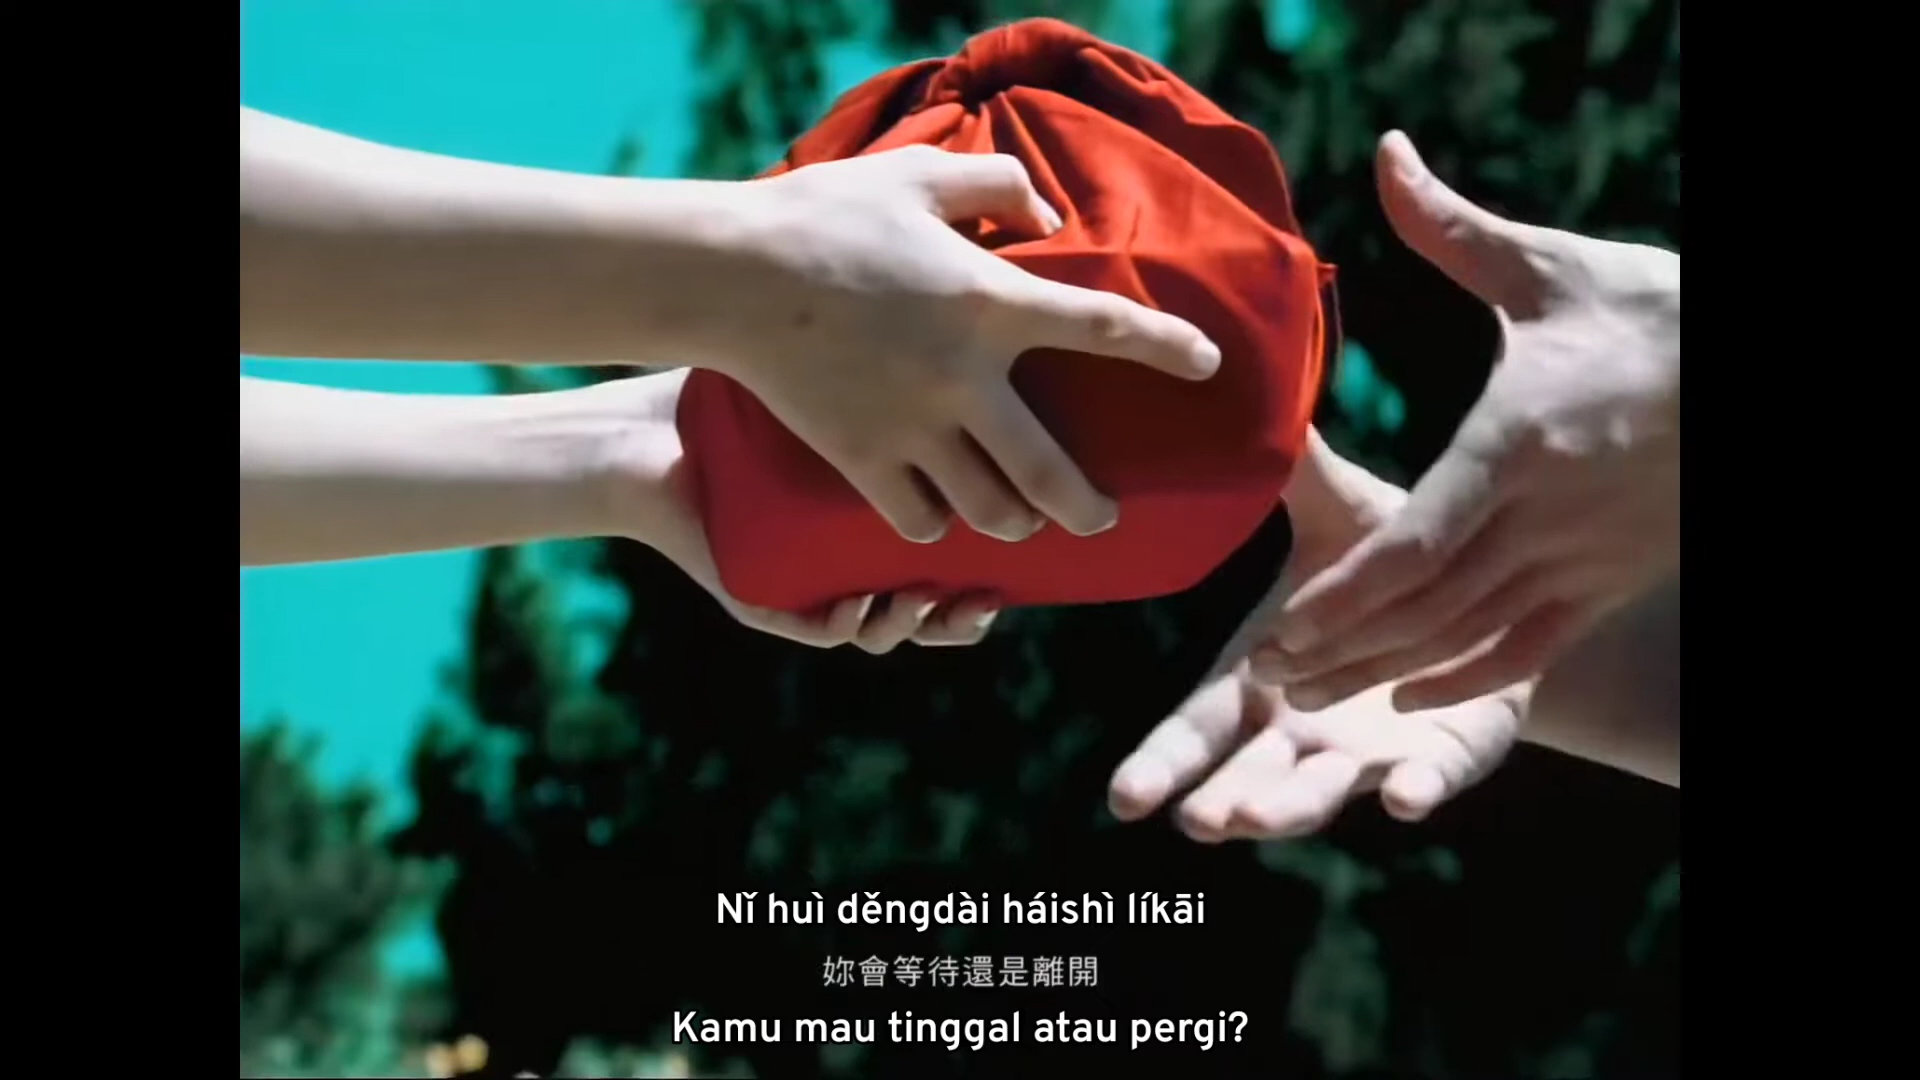 Nǐ huì děngdài háishì líkāi
妳會等待還是離開
Kamu mau tinggal atau pergi?